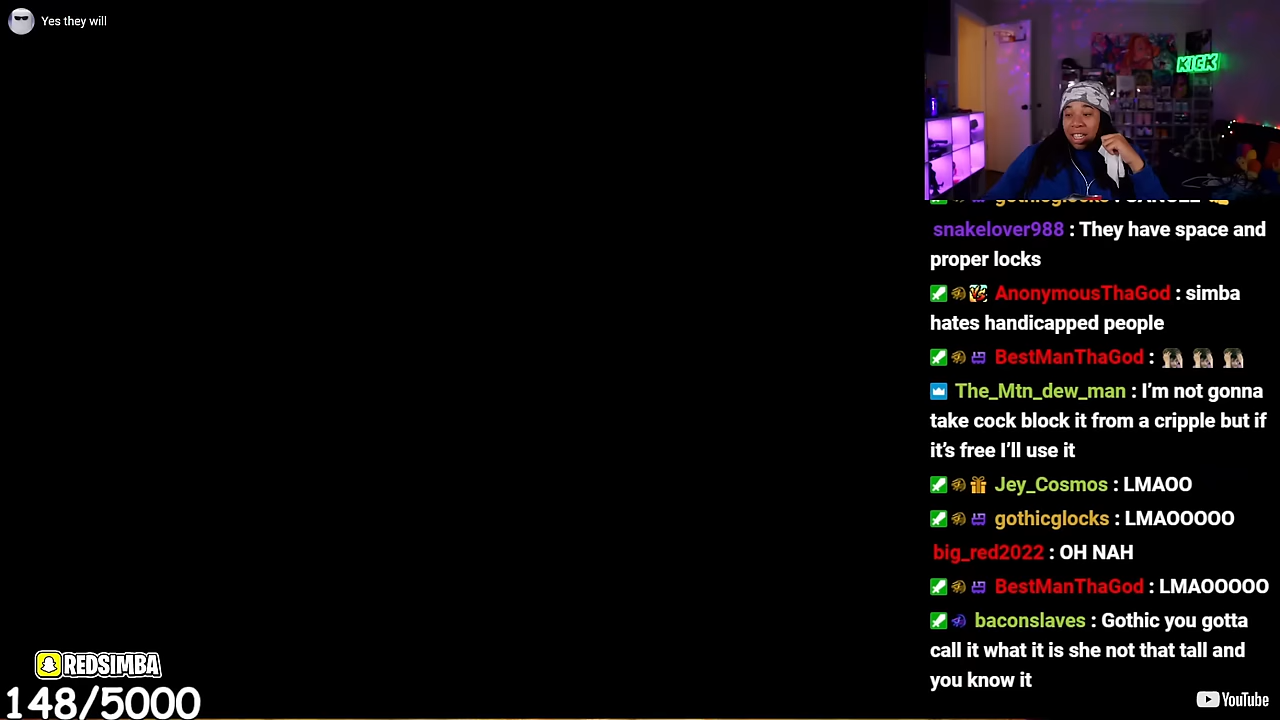 Yes they will
KICK
snakelover988 : They have space and
proper locks
AnonymousThaGod : simba
hates handicapped people
BestManThaGod :
The_Mtn_dew_man : I’m not gonna
take cock block it from a cripple but if
it’s free I’ll use it
Jey_Cosmos : LMAOO
gothicglocks : LMAOOOOO
big_red2022 : OH NAH
BestManThaGod : LMAOOOOO
baconslaves : Gothic you gotta
call it what it is she not that tall and
you know it
REDSIMBA
148/5000
YouTube